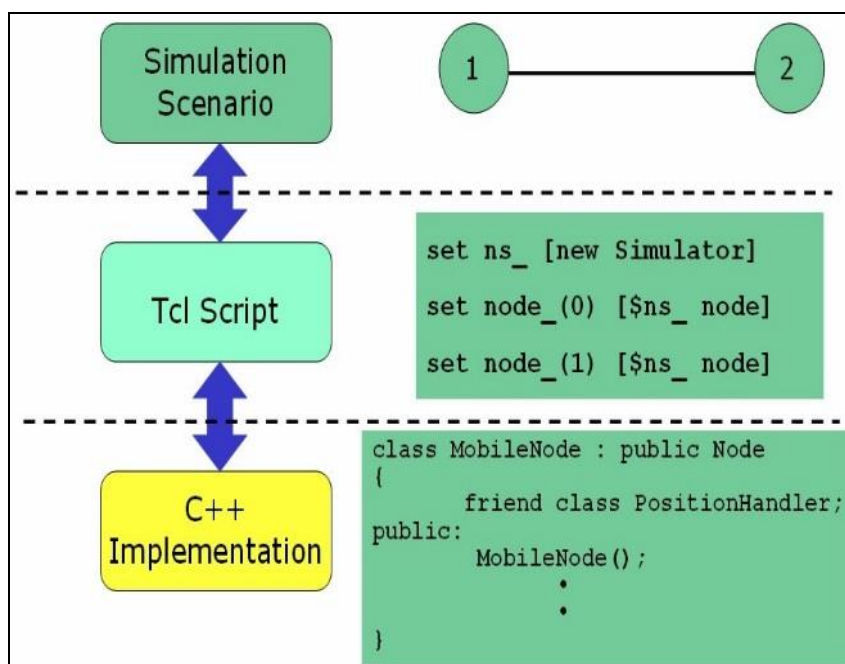 Simulation
Scenario
1
2
Tcl Script
set ns_ [new Simulator]
set node_(0) [$ns_ node]
set node_(1) [$ns_ node]
C++
Implementation
class MobileNode : public Node
{
friend class PositionHandler;
public:
MobileNode();
•
•
}